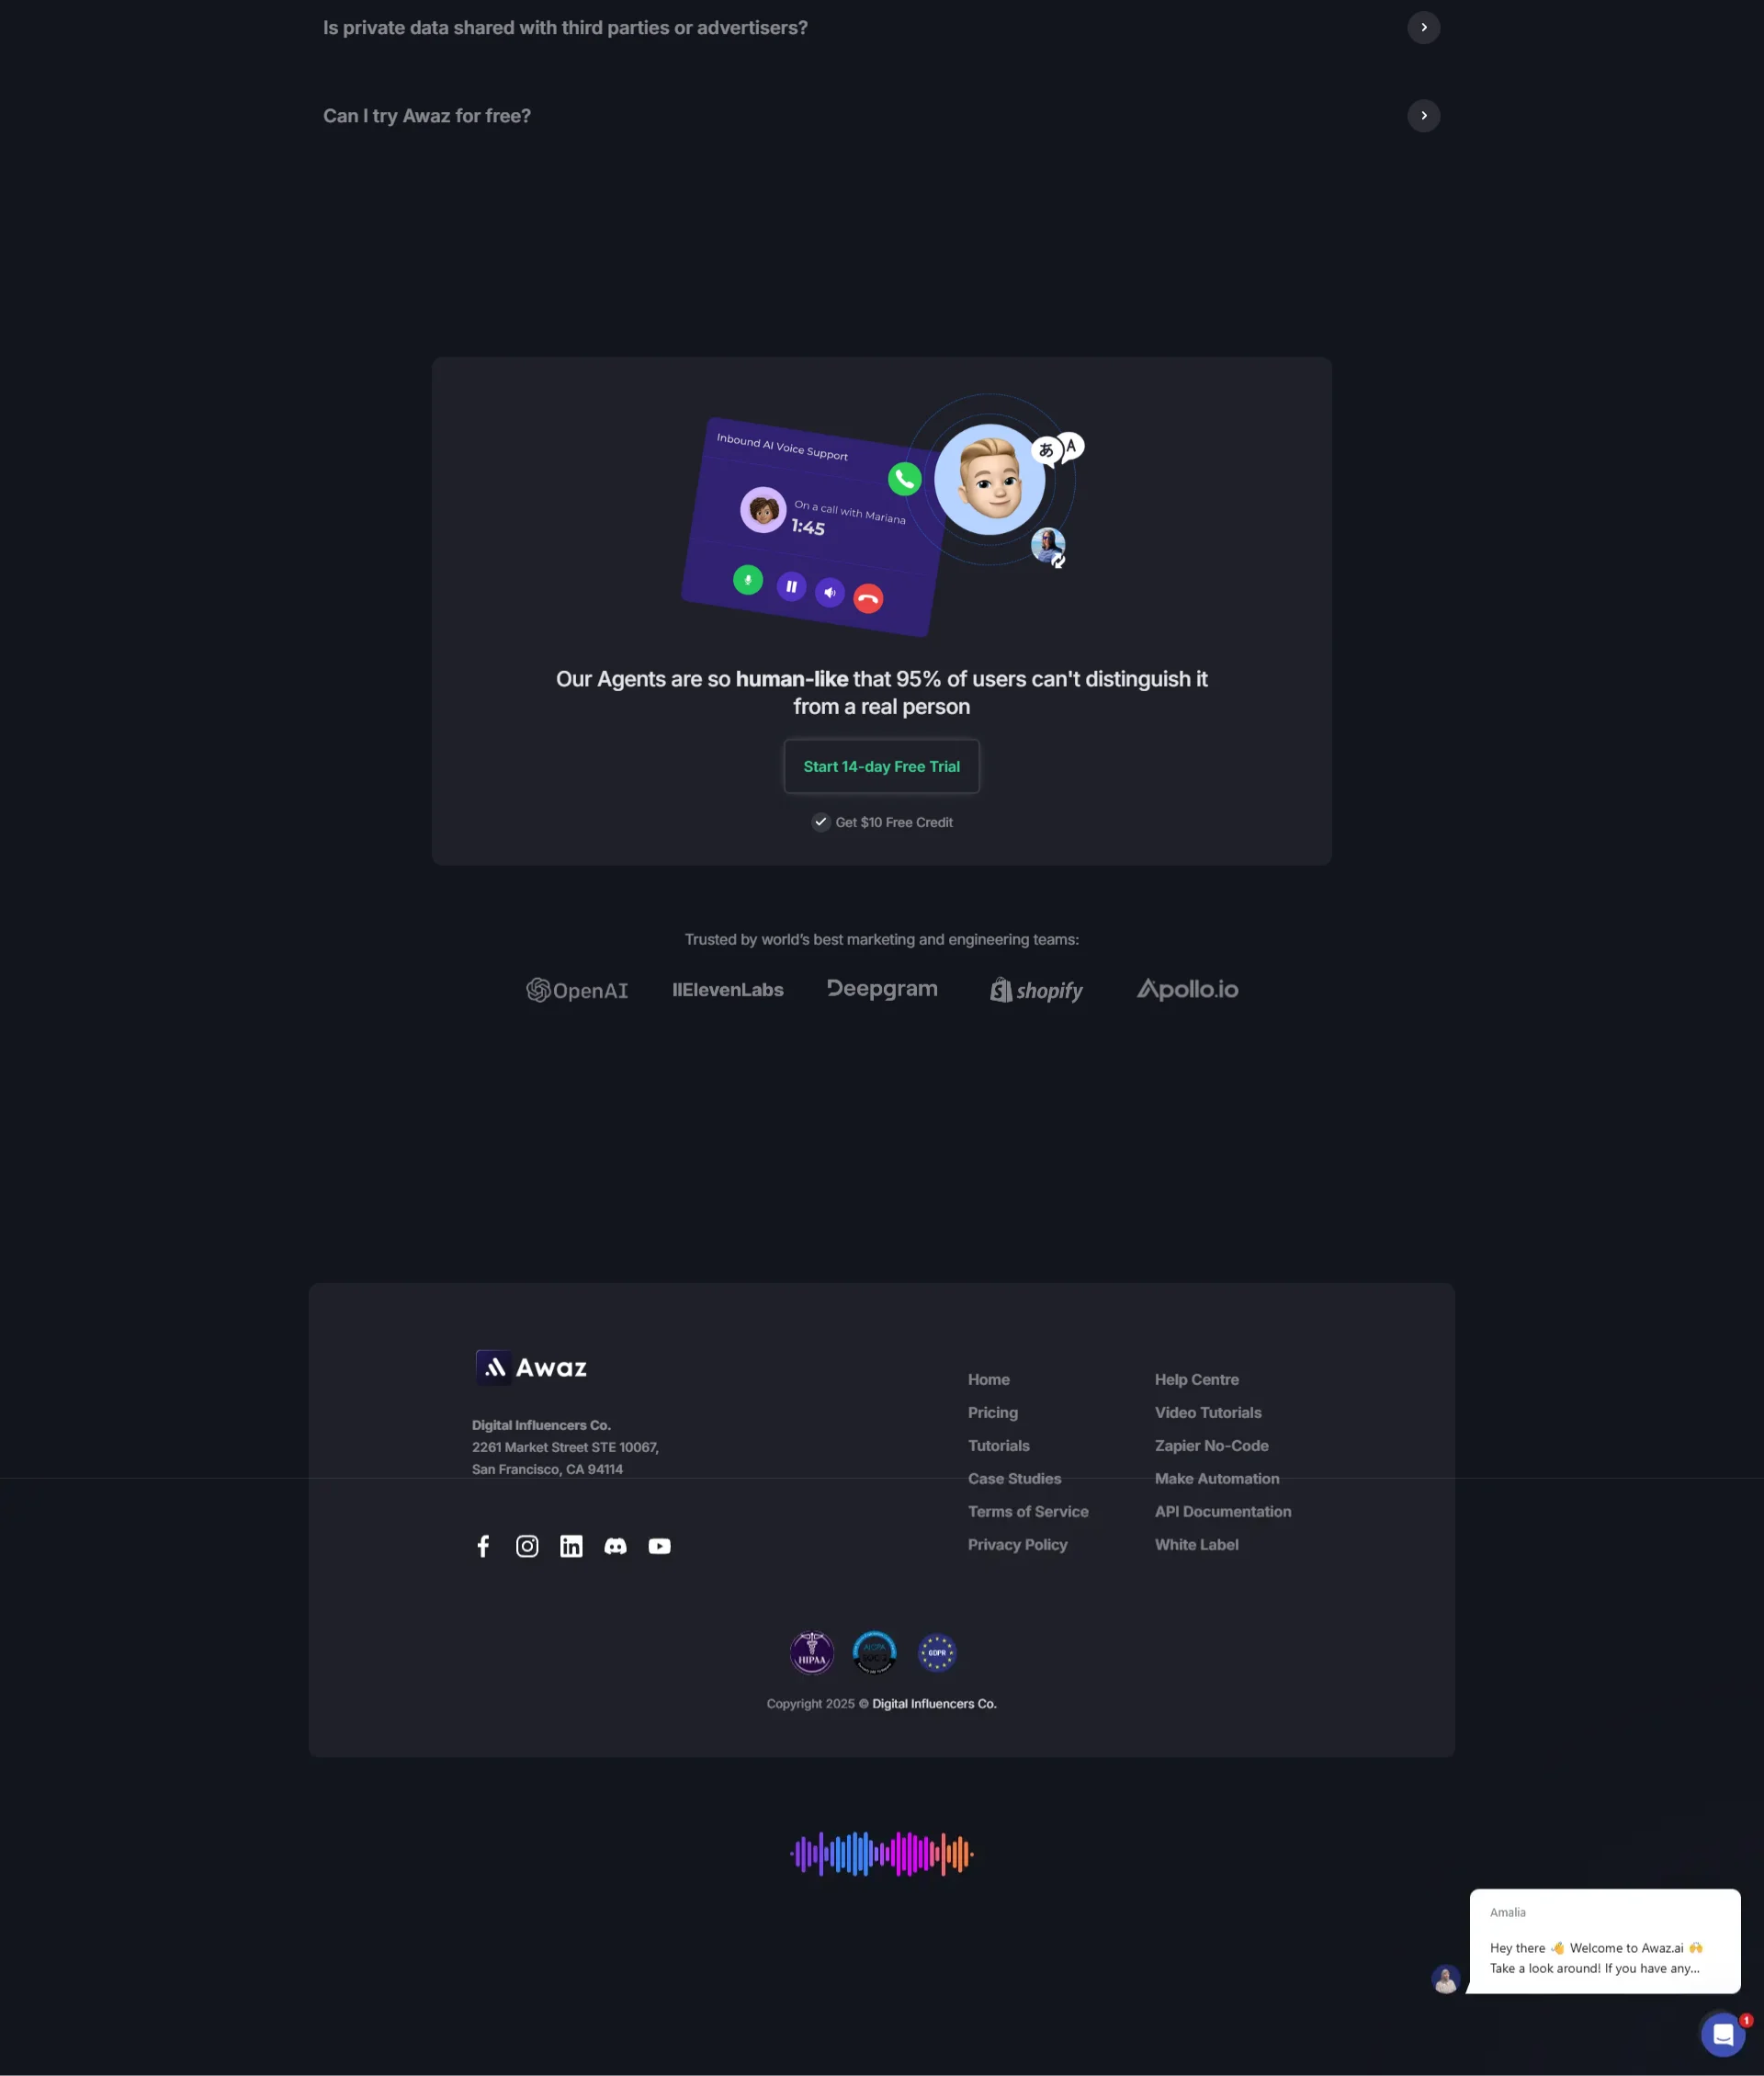 Is private data shared with third parties or advertisers?
Can I try Awaz for free?
Inbound AI Voice Support
On a call with Mariana
1:45
あ A
Our Agents are so human-like that 95% of users can't distinguish it
from a real person
Start 14-day Free Trial
Get $10 Free Credit
Trusted by world’s best marketing and engineering teams:
OpenAI
IIElevenLabs
Deepgram
shopify
Apollo.io
Awaz
Digital Influencers Co.
2261 Market Street STE 10067,
San Francisco, CA 94114
Home
Pricing
Tutorials
Case Studies
Terms of Service
Privacy Policy
Help Centre
Video Tutorials
Zapier No-Code
Make Automation
API Documentation
White Label
HIPAA
AICPA
SOC 2
GDPR
Copyright 2025 © Digital Influencers Co.
Amalia
Hey there 👋 Welcome to Awaz.ai 🙌
Take a look around! If you have any...
1